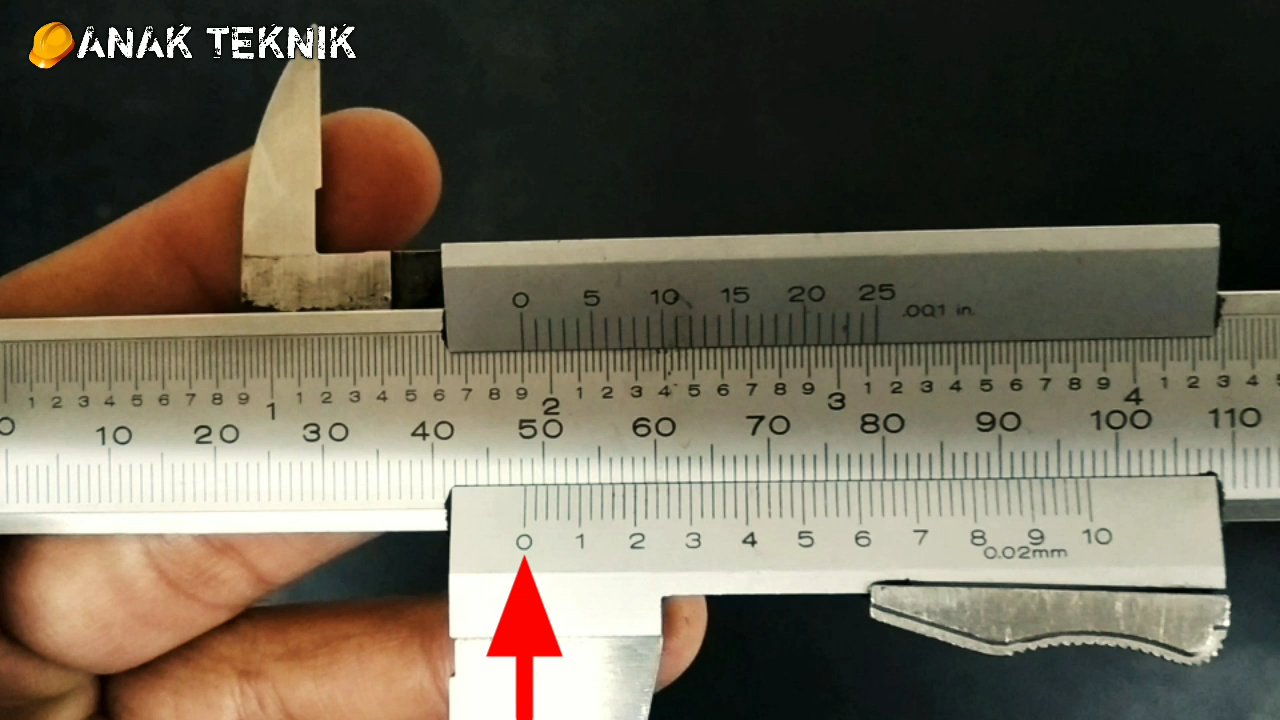 ANAK TEKNIK
0 5 10 15 20 25
.001 in.
1 2 3 4 5 6 7 8 9 1 1 2 3 4 5 6 7 8 9 2 1 2 3 4 5 6 7 8 9 3 1 2 3 4 5 6 7 8 9 4 1 2 3 4
0 10 20 30 40 50 60 70 80 90 100 110
0 1 2 3 4 5 6 7 8 9 10
0.02mm